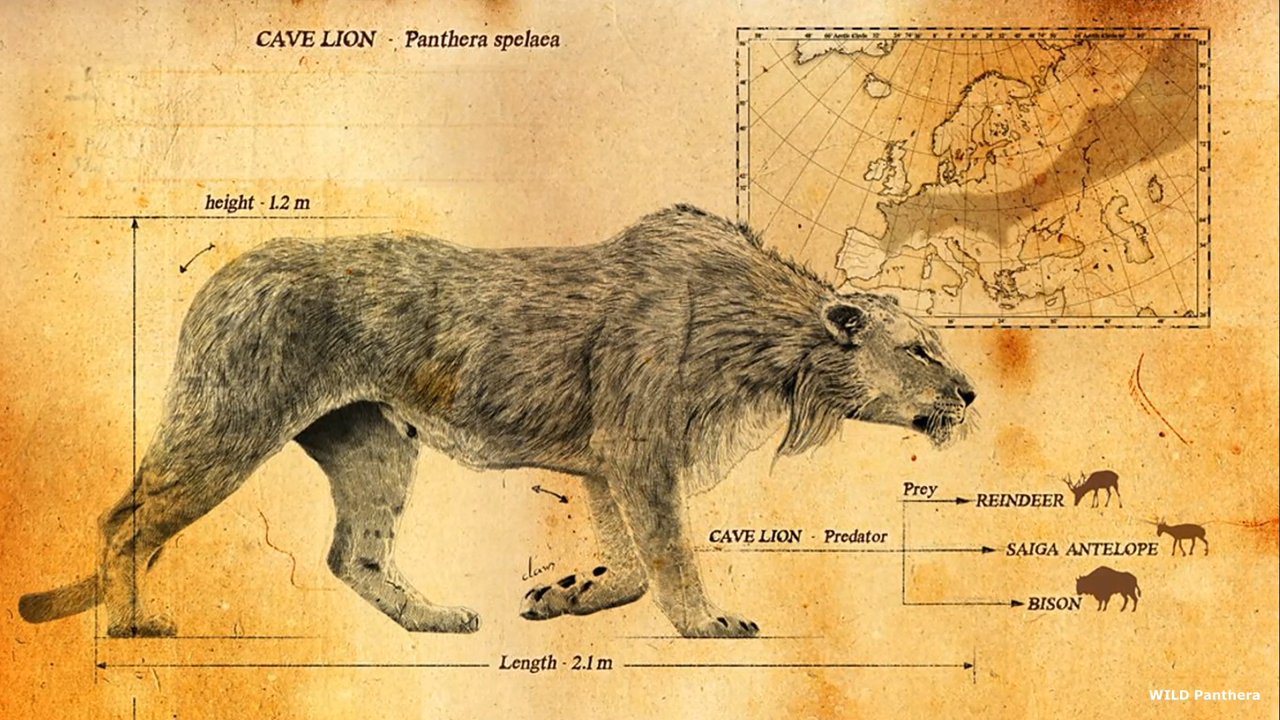 CAVE LION - Panthera spelaea
height - 1.2 m
claws
Prey
REINDEER
CAVE LION - Predator
SAIGA ANTELOPE
BISON
Length - 2.1 m
WILD Panthera